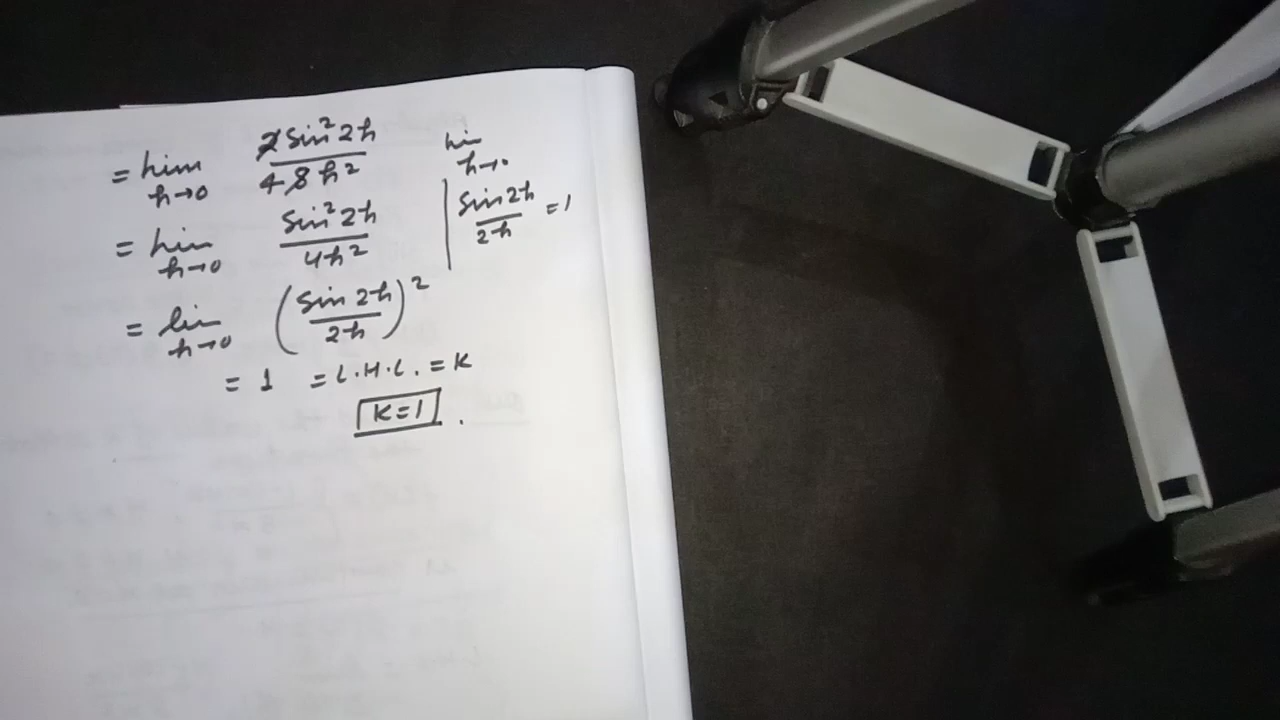 = lim h→0 2 sin² 2h / 4 8 h²
= lim h→0 sin² 2h / 4h²
lim h→0 sin 2h / 2h = 1
= lim h→0 (sin 2h / 2h)²
= 1 = L.H.L. = K
K = 1 .